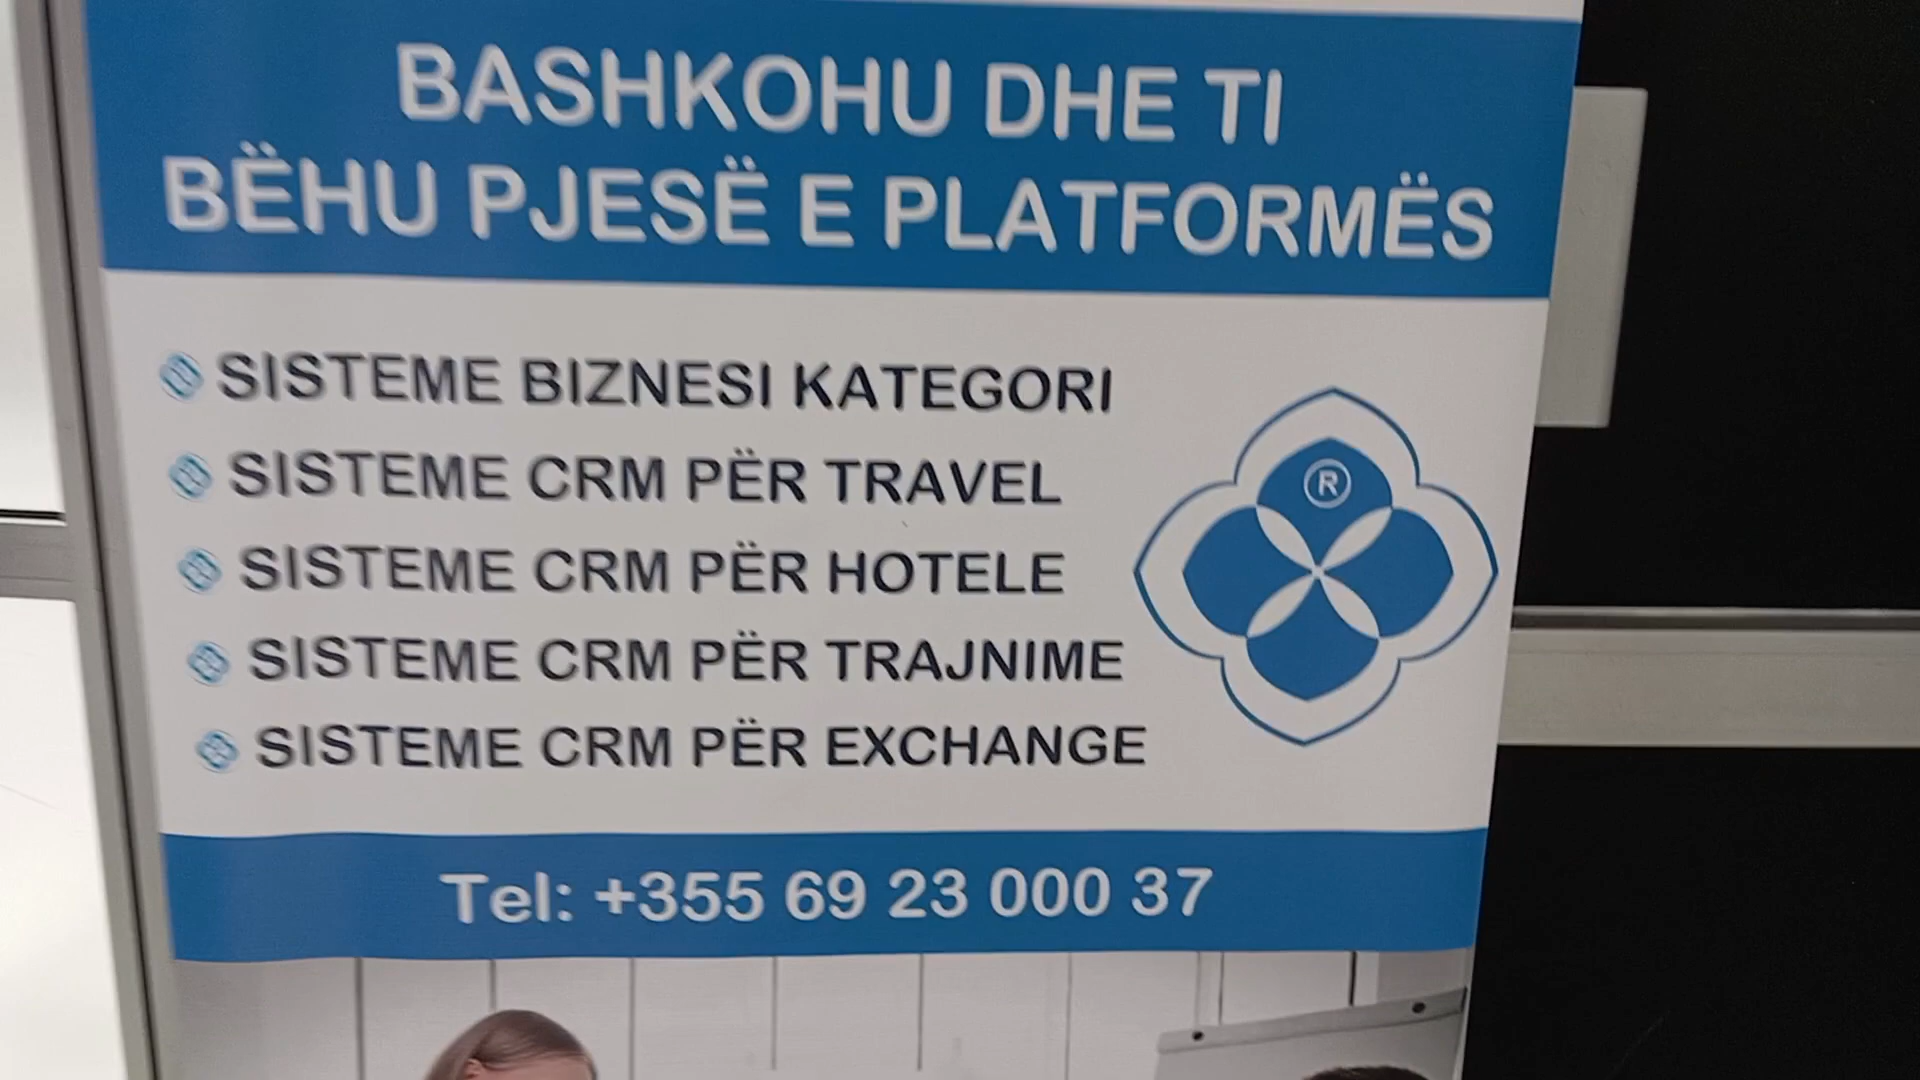 BASHKOHU DHE TI
BËHU PJESË E PLATFORMËS
SISTEME BIZNESI KATEGORI
SISTEME CRM PËR TRAVEL
SISTEME CRM PËR HOTELE
SISTEME CRM PËR TRAJNIME
SISTEME CRM PËR EXCHANGE
®
Tel: +355 69 23 000 37